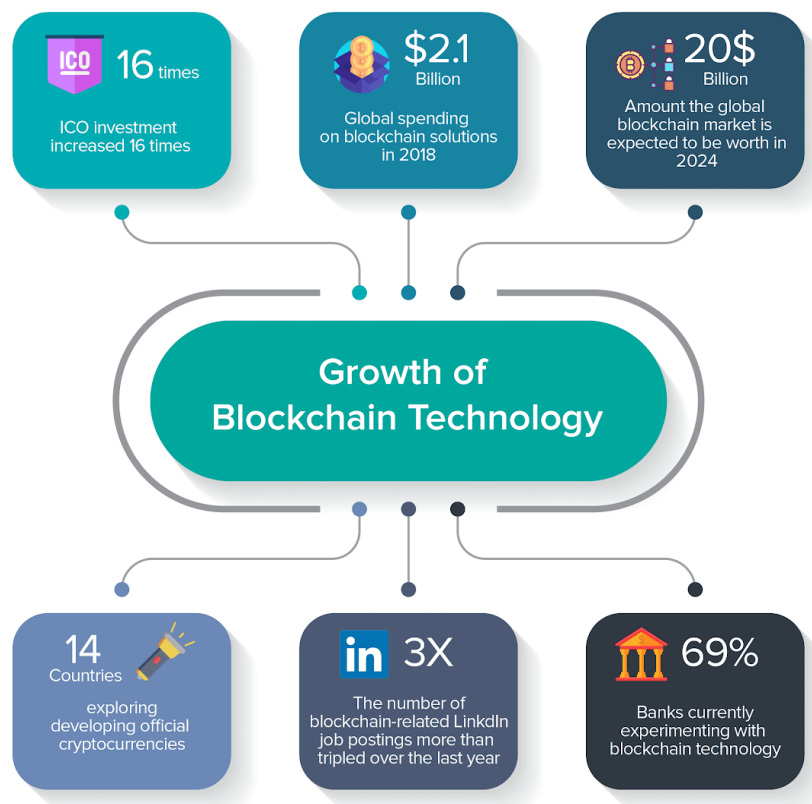 ICO
16 times
ICO investment
increased 16 times
$2.1
Billion
Global spending
on blockchain solutions
in 2018
20$
Billion
Amount the global
blockchain market is
expected to be worth in
2024
Growth of
Blockchain Technology
14
Countries
exploring
developing official
cryptocurrencies
in 3X
The number of
blockchain-related LinkdIn
job postings more than
tripled over the last year
69%
Banks currently
experimenting with
blockchain technology